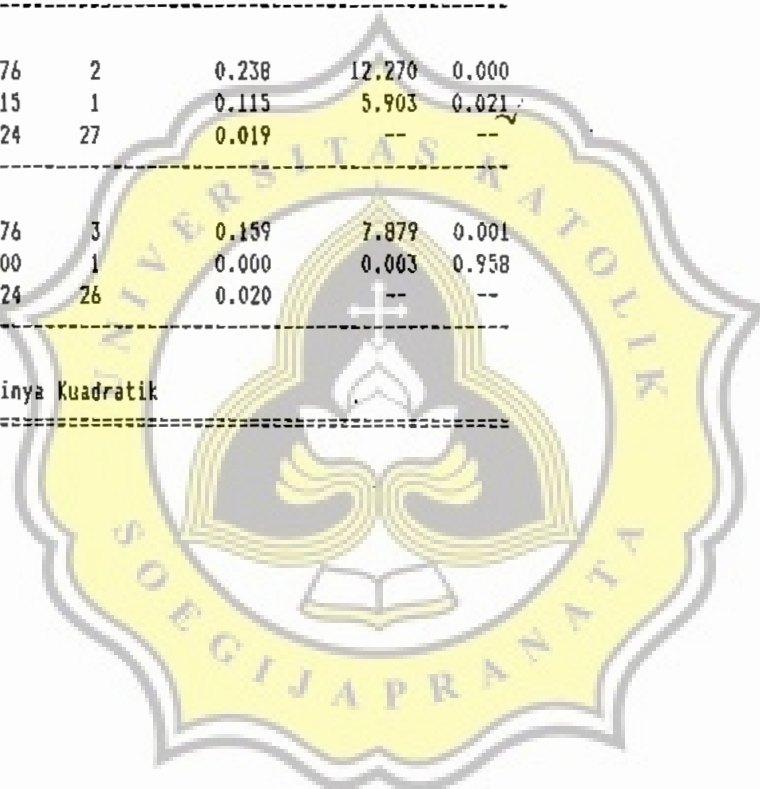 76 2 0.238 12.270 0.000
15 1 0.115 5.903 0.021
24 27 0.019 -- --
76 3 0.159 7.879 0.001
00 1 0.000 0.003 0.958
24 26 0.020 -- --
inya Kuadratik
UNIVERSITAS KATOLIK
SOEGIJAPRANATA